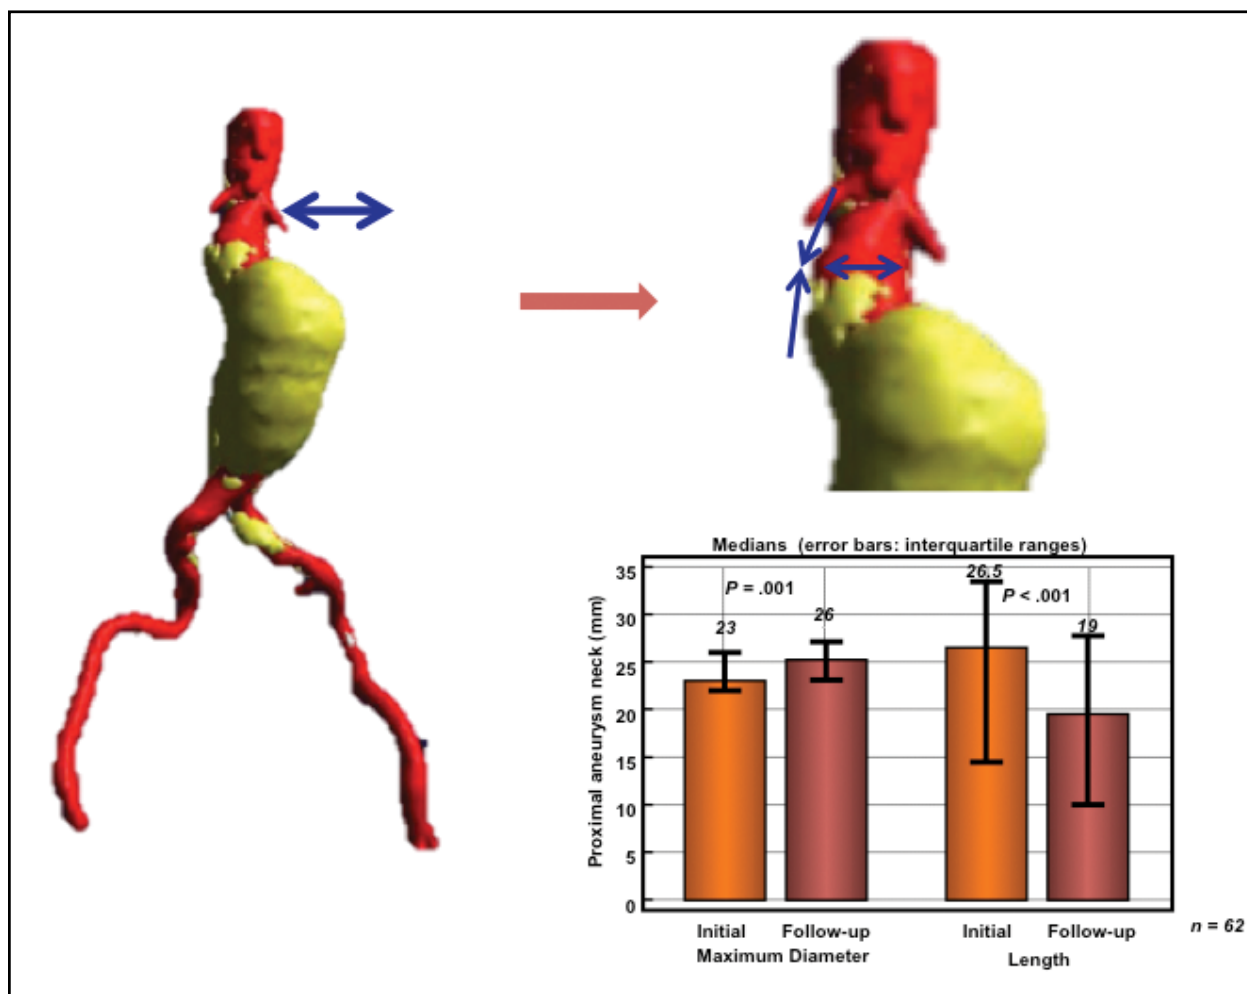 Medians (error bars: interquartile ranges)
Proximal aneurysm neck (mm)
35
30
25
20
15
10
5
0
P = .001
P < .001
23
26
26.5
19
Initial Follow-up Initial Follow-up
Maximum Diameter Length
n = 62